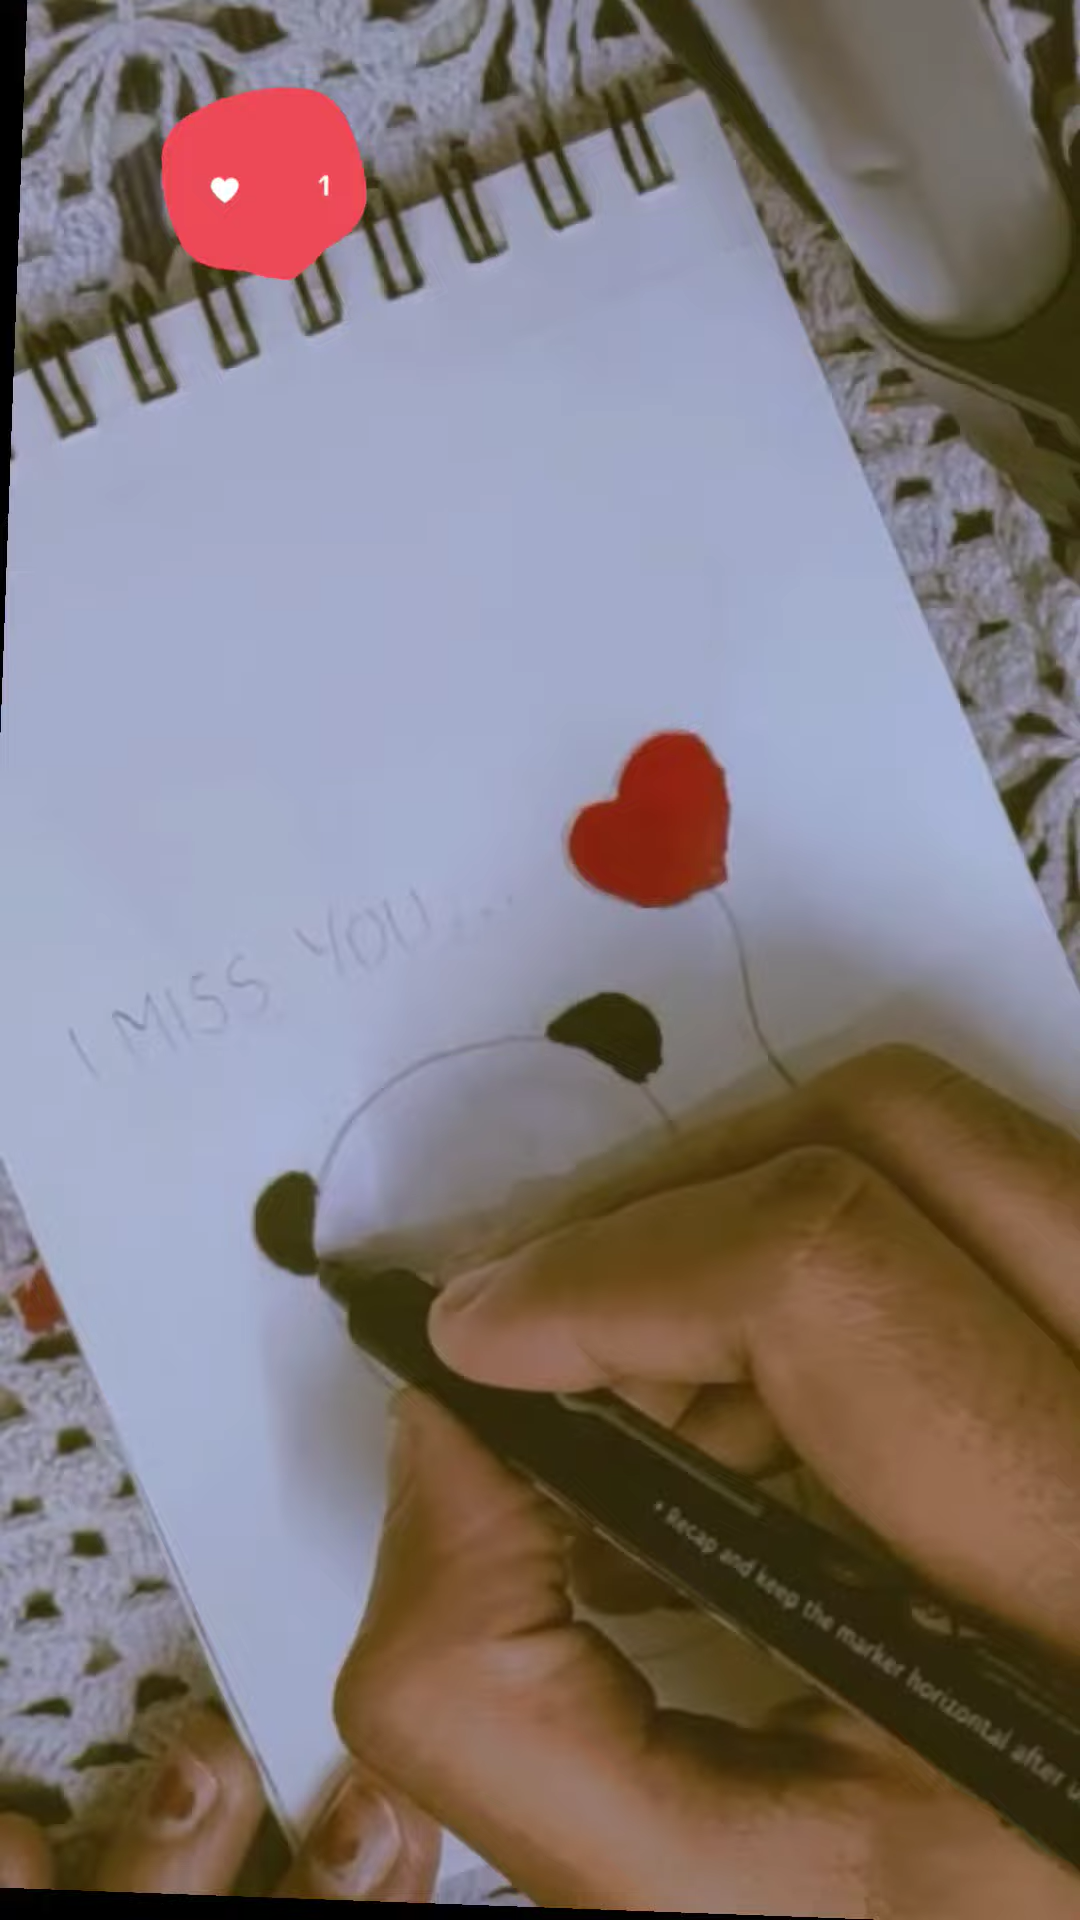 1
I MISS YOU...
• Recap and keep the marker horizontal after